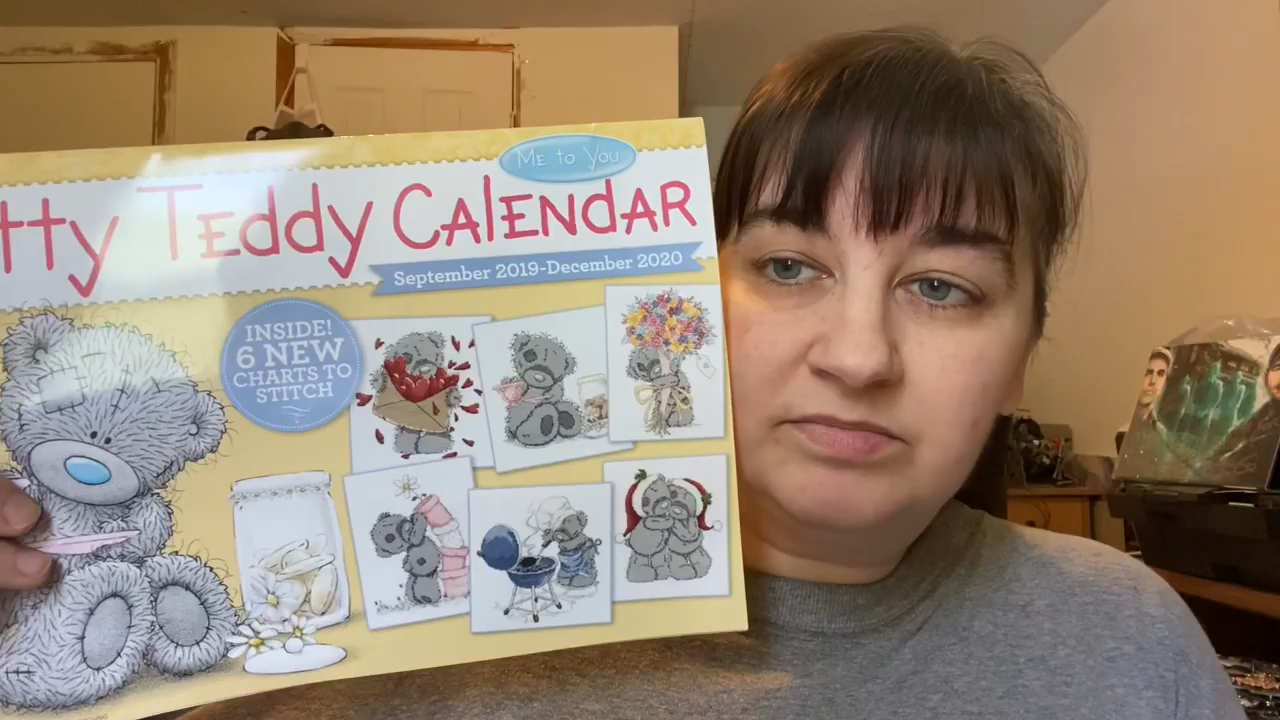 ME TO YOU
tty TEddy CALENDAR
September 2019-December 2020
INSIDE!
6 NEW
CHARTS TO
STITCH